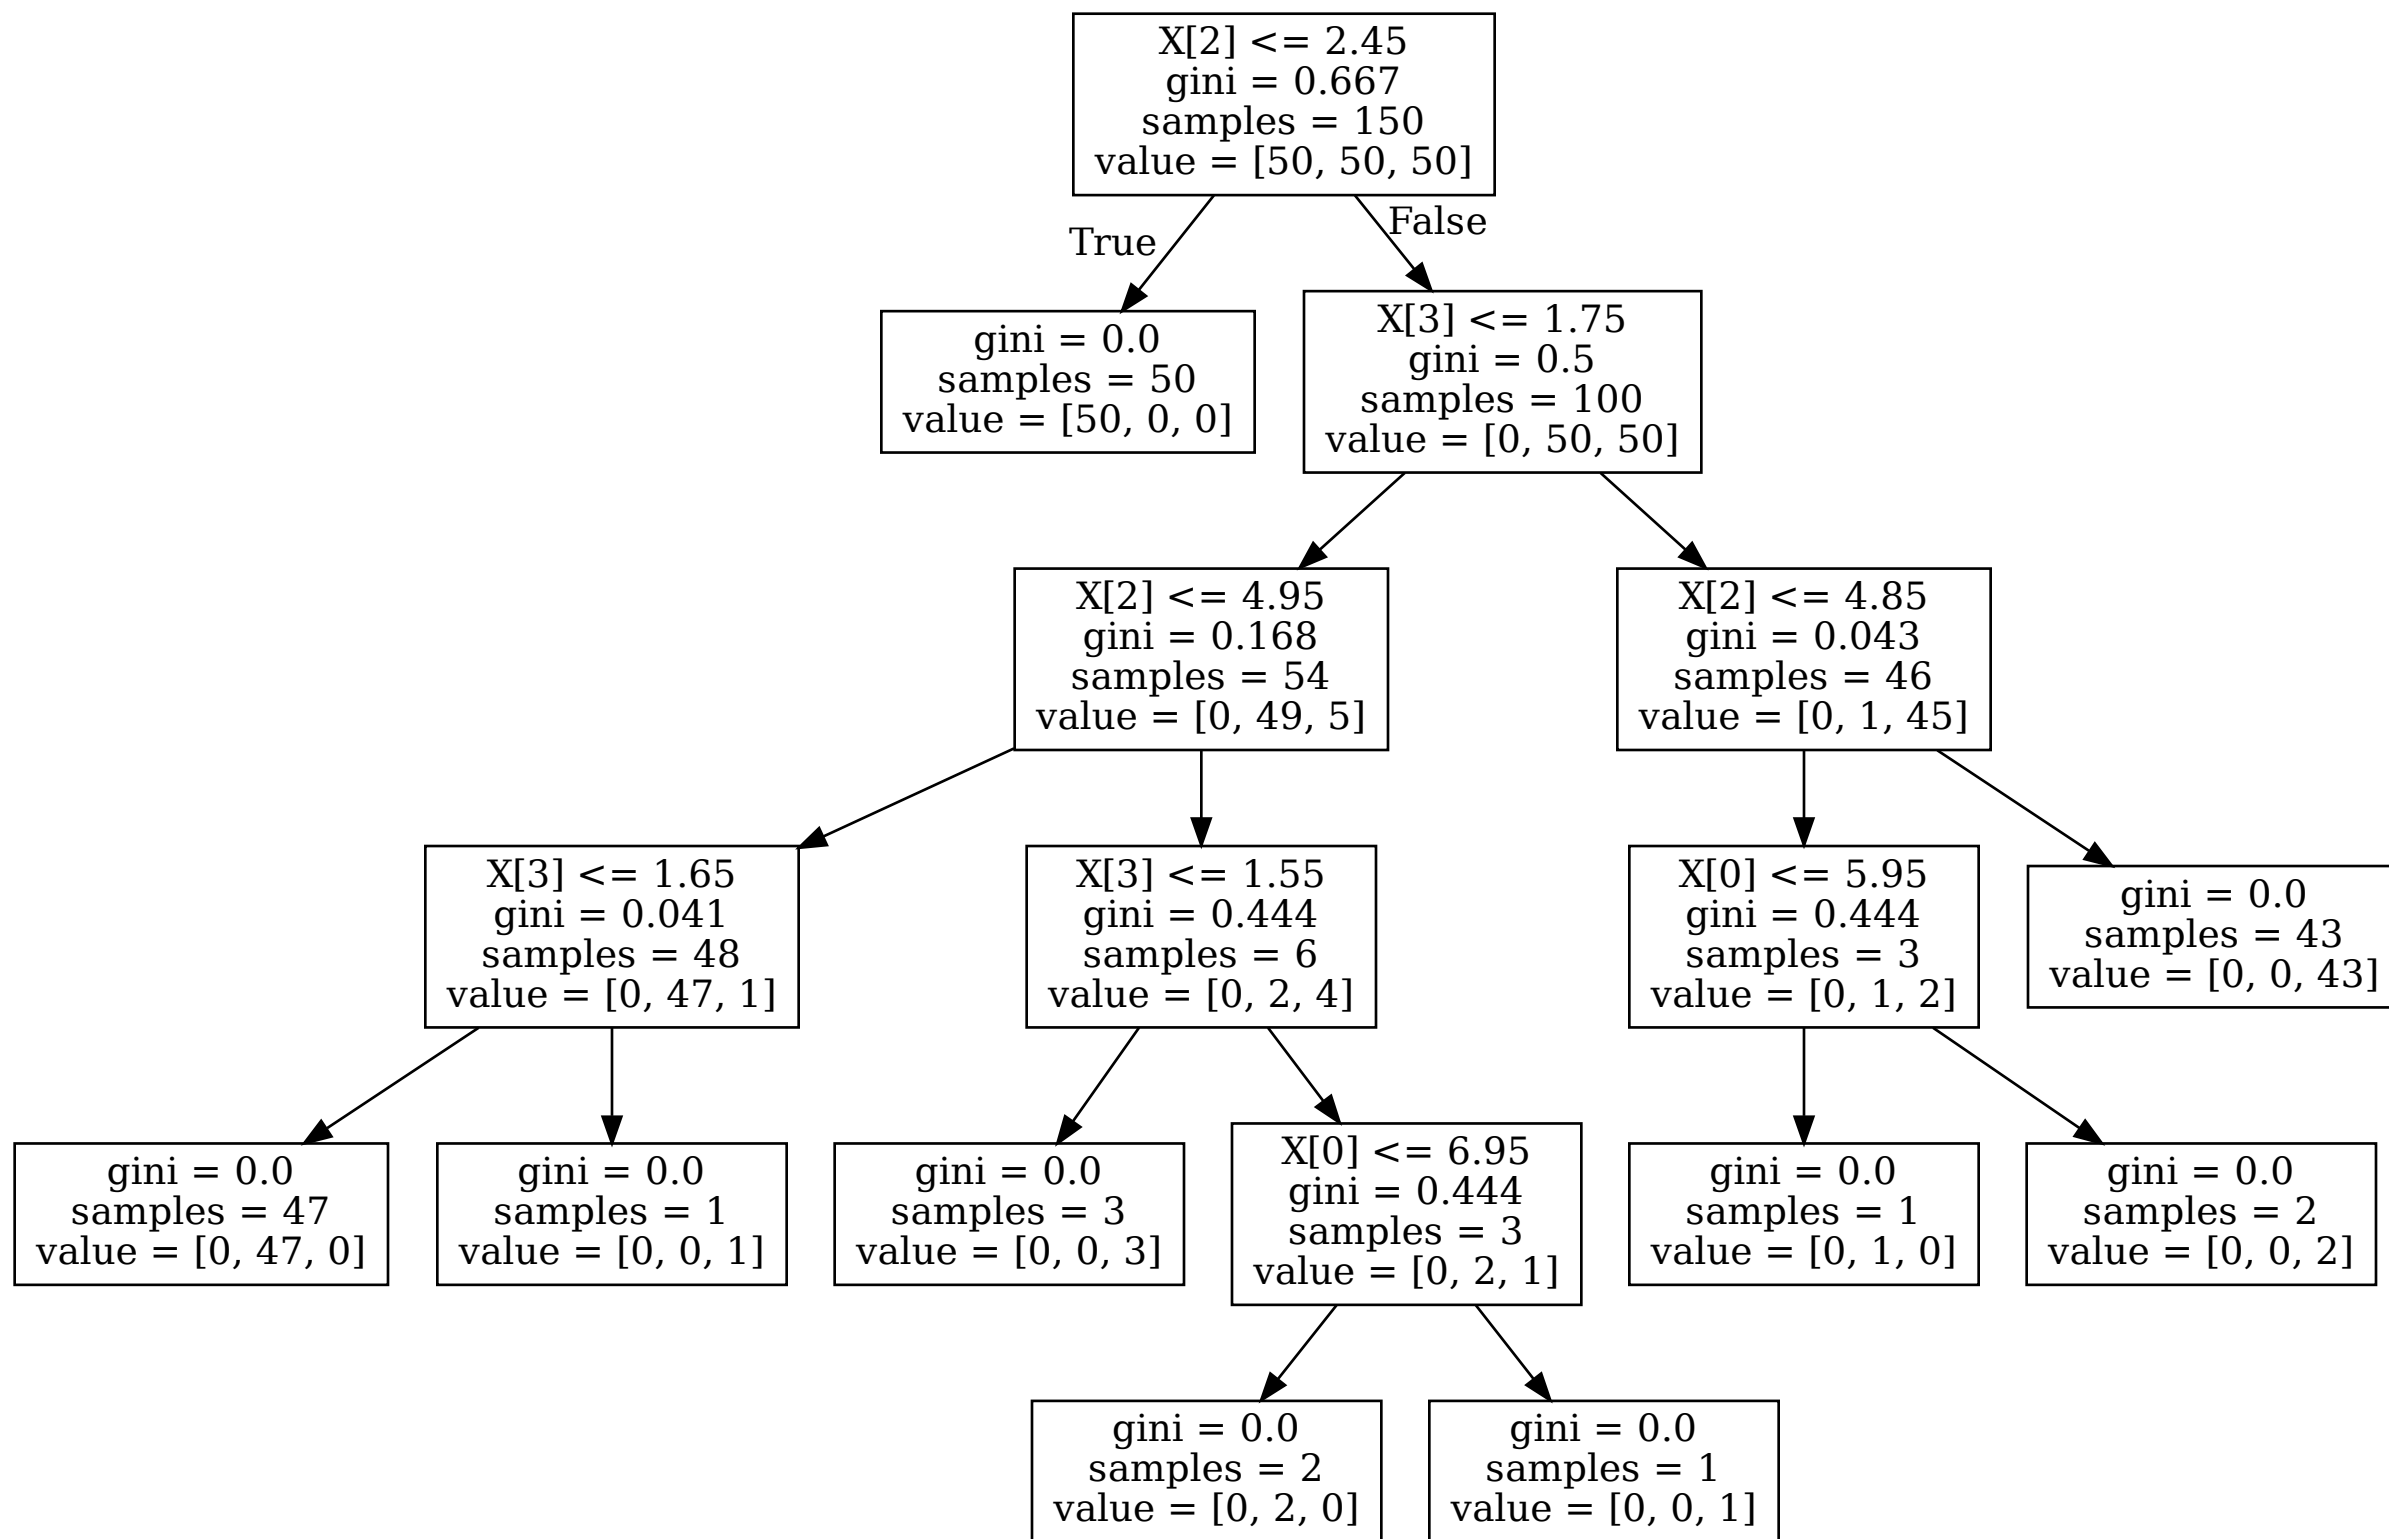 X[2] <= 2.45
gini = 0.667
samples = 150
value = [50, 50, 50]
True
False
gini = 0.0
samples = 50
value = [50, 0, 0]
X[3] <= 1.75
gini = 0.5
samples = 100
value = [0, 50, 50]
X[2] <= 4.95
gini = 0.168
samples = 54
value = [0, 49, 5]
X[2] <= 4.85
gini = 0.043
samples = 46
value = [0, 1, 45]
X[3] <= 1.65
gini = 0.041
samples = 48
value = [0, 47, 1]
X[3] <= 1.55
gini = 0.444
samples = 6
value = [0, 2, 4]
X[0] <= 5.95
gini = 0.444
samples = 3
value = [0, 1, 2]
gini = 0.0
samples = 43
value = [0, 0, 43]
gini = 0.0
samples = 47
value = [0, 47, 0]
gini = 0.0
samples = 1
value = [0, 0, 1]
gini = 0.0
samples = 3
value = [0, 0, 3]
X[0] <= 6.95
gini = 0.444
samples = 3
value = [0, 2, 1]
gini = 0.0
samples = 1
value = [0, 1, 0]
gini = 0.0
samples = 2
value = [0, 0, 2]
gini = 0.0
samples = 2
value = [0, 2, 0]
gini = 0.0
samples = 1
value = [0, 0, 1]